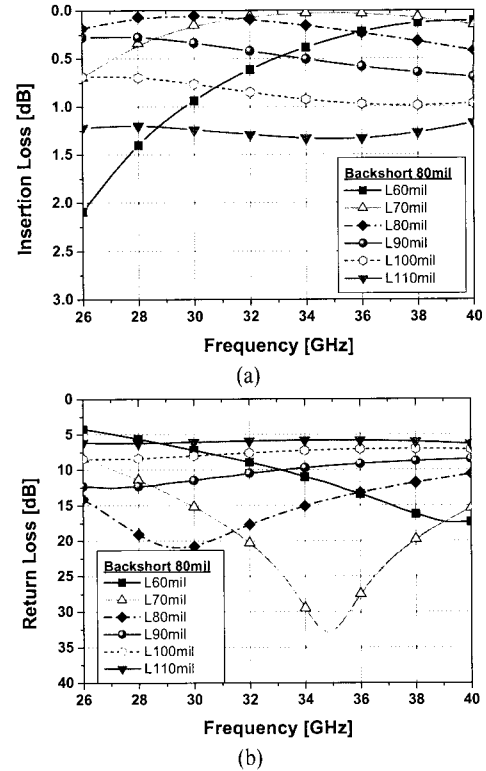 (a)
0.0
0.5
1.0
1.5
2.0
2.5
3.0
Insertion Loss [dB]
Backshort 80mil
L60mil
L70mil
L80mil
L90mil
L100mil
L110mil
26 28 30 32 34 36 38 40
Frequency [GHz]
(a)
0
5
10
15
20
25
30
35
40
Return Loss [dB]
Backshort 80mil
L60mil
L70mil
L80mil
L90mil
L100mil
L110mil
26 28 30 32 34 36 38 40
Frequency [GHz]
(b)